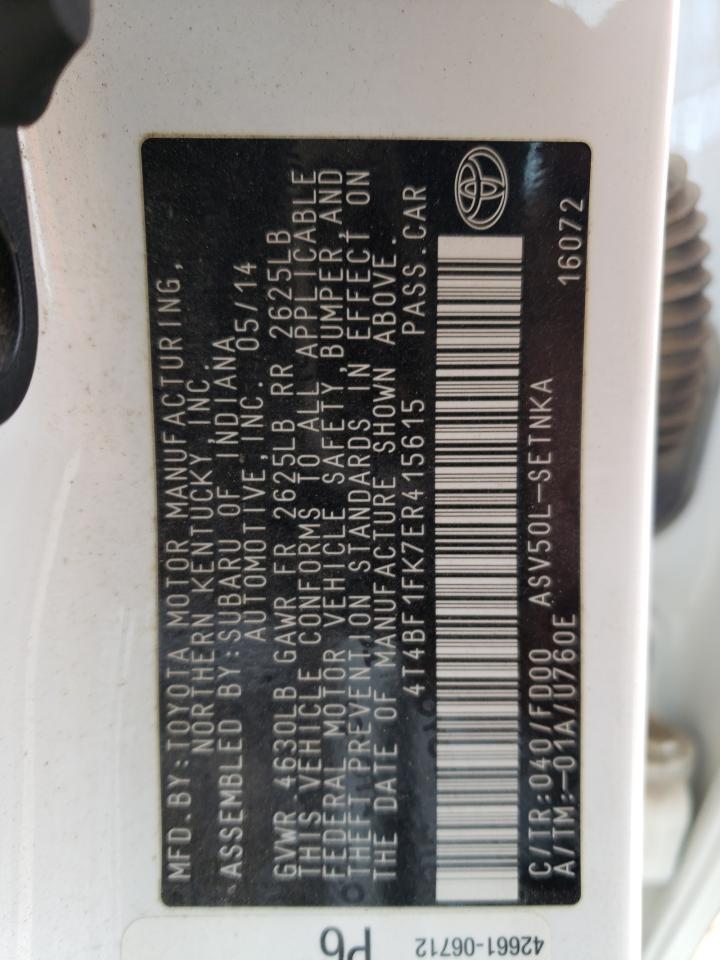 MFD.BY:TOYOTA MOTOR MANUFACTURING,
NORTHERN KENTUCKY, INC.
ASSEMBLED BY:SUBARU OF INDIANA
AUTOMOTIVE,INC. 05/14
GVWR 4630LB GAWR FR 2625LB RR 2625LB
THIS VEHICLE CONFORMS TO ALL APPLICABLE
FEDERAL MOTOR VEHICLE SAFETY, BUMPER,AND
THEFT PREVENTION STANDARDS IN EFFECT ON
THE DATE OF MANUFACTURE SHOWN ABOVE.
4T4BF1FK7ER415615 PASS.CAR
C/TR:040/FD00 ASV50L-SETNKA
A/TM:-01A/U760E 16072
P6
42661-06712